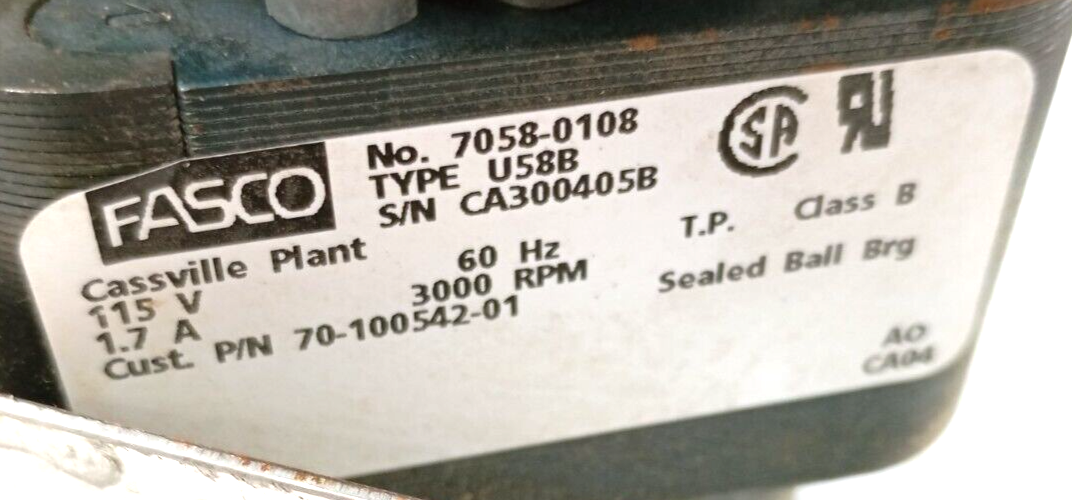 FASCO
No. 7058-0108
TYPE U58B
S/N CA300405B
SA
Cassville Plant
115 V 60 Hz
1.7 A 3000 RPM
Cust. P/N 70-100542-01
T.P. Class B
Sealed Ball Brg
AO
CA04